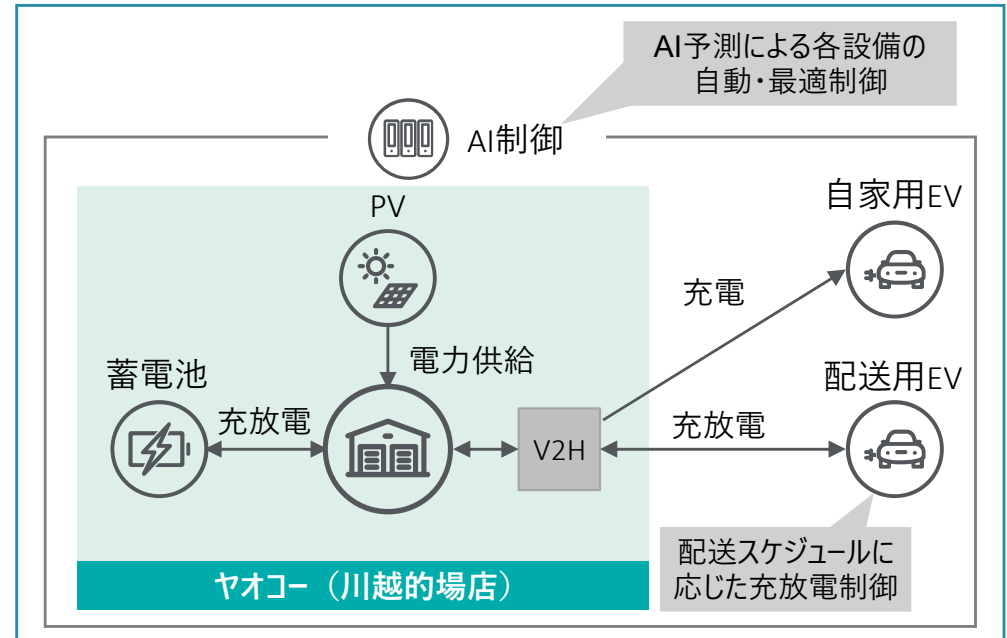 AI予測による各設備の
自動・最適制御
AI制御
PV
自家用EV
充電
電力供給
蓄電池
配送用EV
充放電
V2H
充放電
配送スケジュールに
応じた充放電制御
ヤオコー（川越的場店）